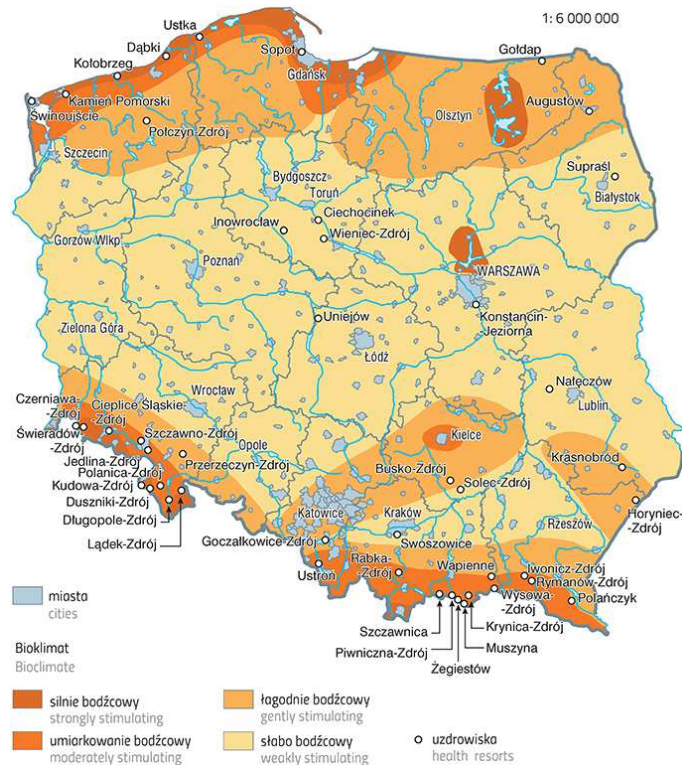 1:6 000 000
Ustka
Dąbki
Sopot
Gołdap
Kołobrzeg
Gdańsk
Kamień Pomorski
Świnoujście
Augustów
Olsztyn
Połczyn-Zdrój
Szczecin
Supraśl
Bydgoszcz
Białystok
Toruń
Ciechocinek
Inowrocław
Wieniec-Zdrój
Gorzów Wlkp.
Poznań
WARSZAWA
Konstancin-
-Jeziorna
Uniejów
Zielona Góra
Łódź
Nałęczów
Lublin
Czerniawa-
-Zdrój
Cieplice Śląskie-
-Zdrój
Wrocław
Świeradów-
-Zdrój
Szczawno-Zdrój
Opole
Kielce
Jedlina-Zdrój
Przerzeczyn-Zdrój
Polanica-Zdrój
Busko-Zdrój
Krasnobród
Kudowa-Zdrój
Solec-Zdrój
Duszniki-Zdrój
Katowice
Kraków
Horyniec-
-Zdrój
Długopole-Zdrój
Rzeszów
Lądek-Zdrój
Goczałkowice-Zdrój
Swoszowice
Rabka-
-Zdrój
Wapienne
Iwonicz-Zdrój
Ustroń
Rymanów-Zdrój
Wysowa-
-Zdrój
Polańczyk
Szczawnica
Krynica-Zdrój
Piwniczna-Zdrój
Muszyna
Żegiestów
miasta
cities
Bioklimat
Bioclimate
silnie bodźcowy
strongly stimulating
łagodnie bodźcowy
gently stimulating
umiarkowanie bodźcowy
moderately stimulating
słabo bodźcowy
weakly stimulating
uzdrowiska
health resorts